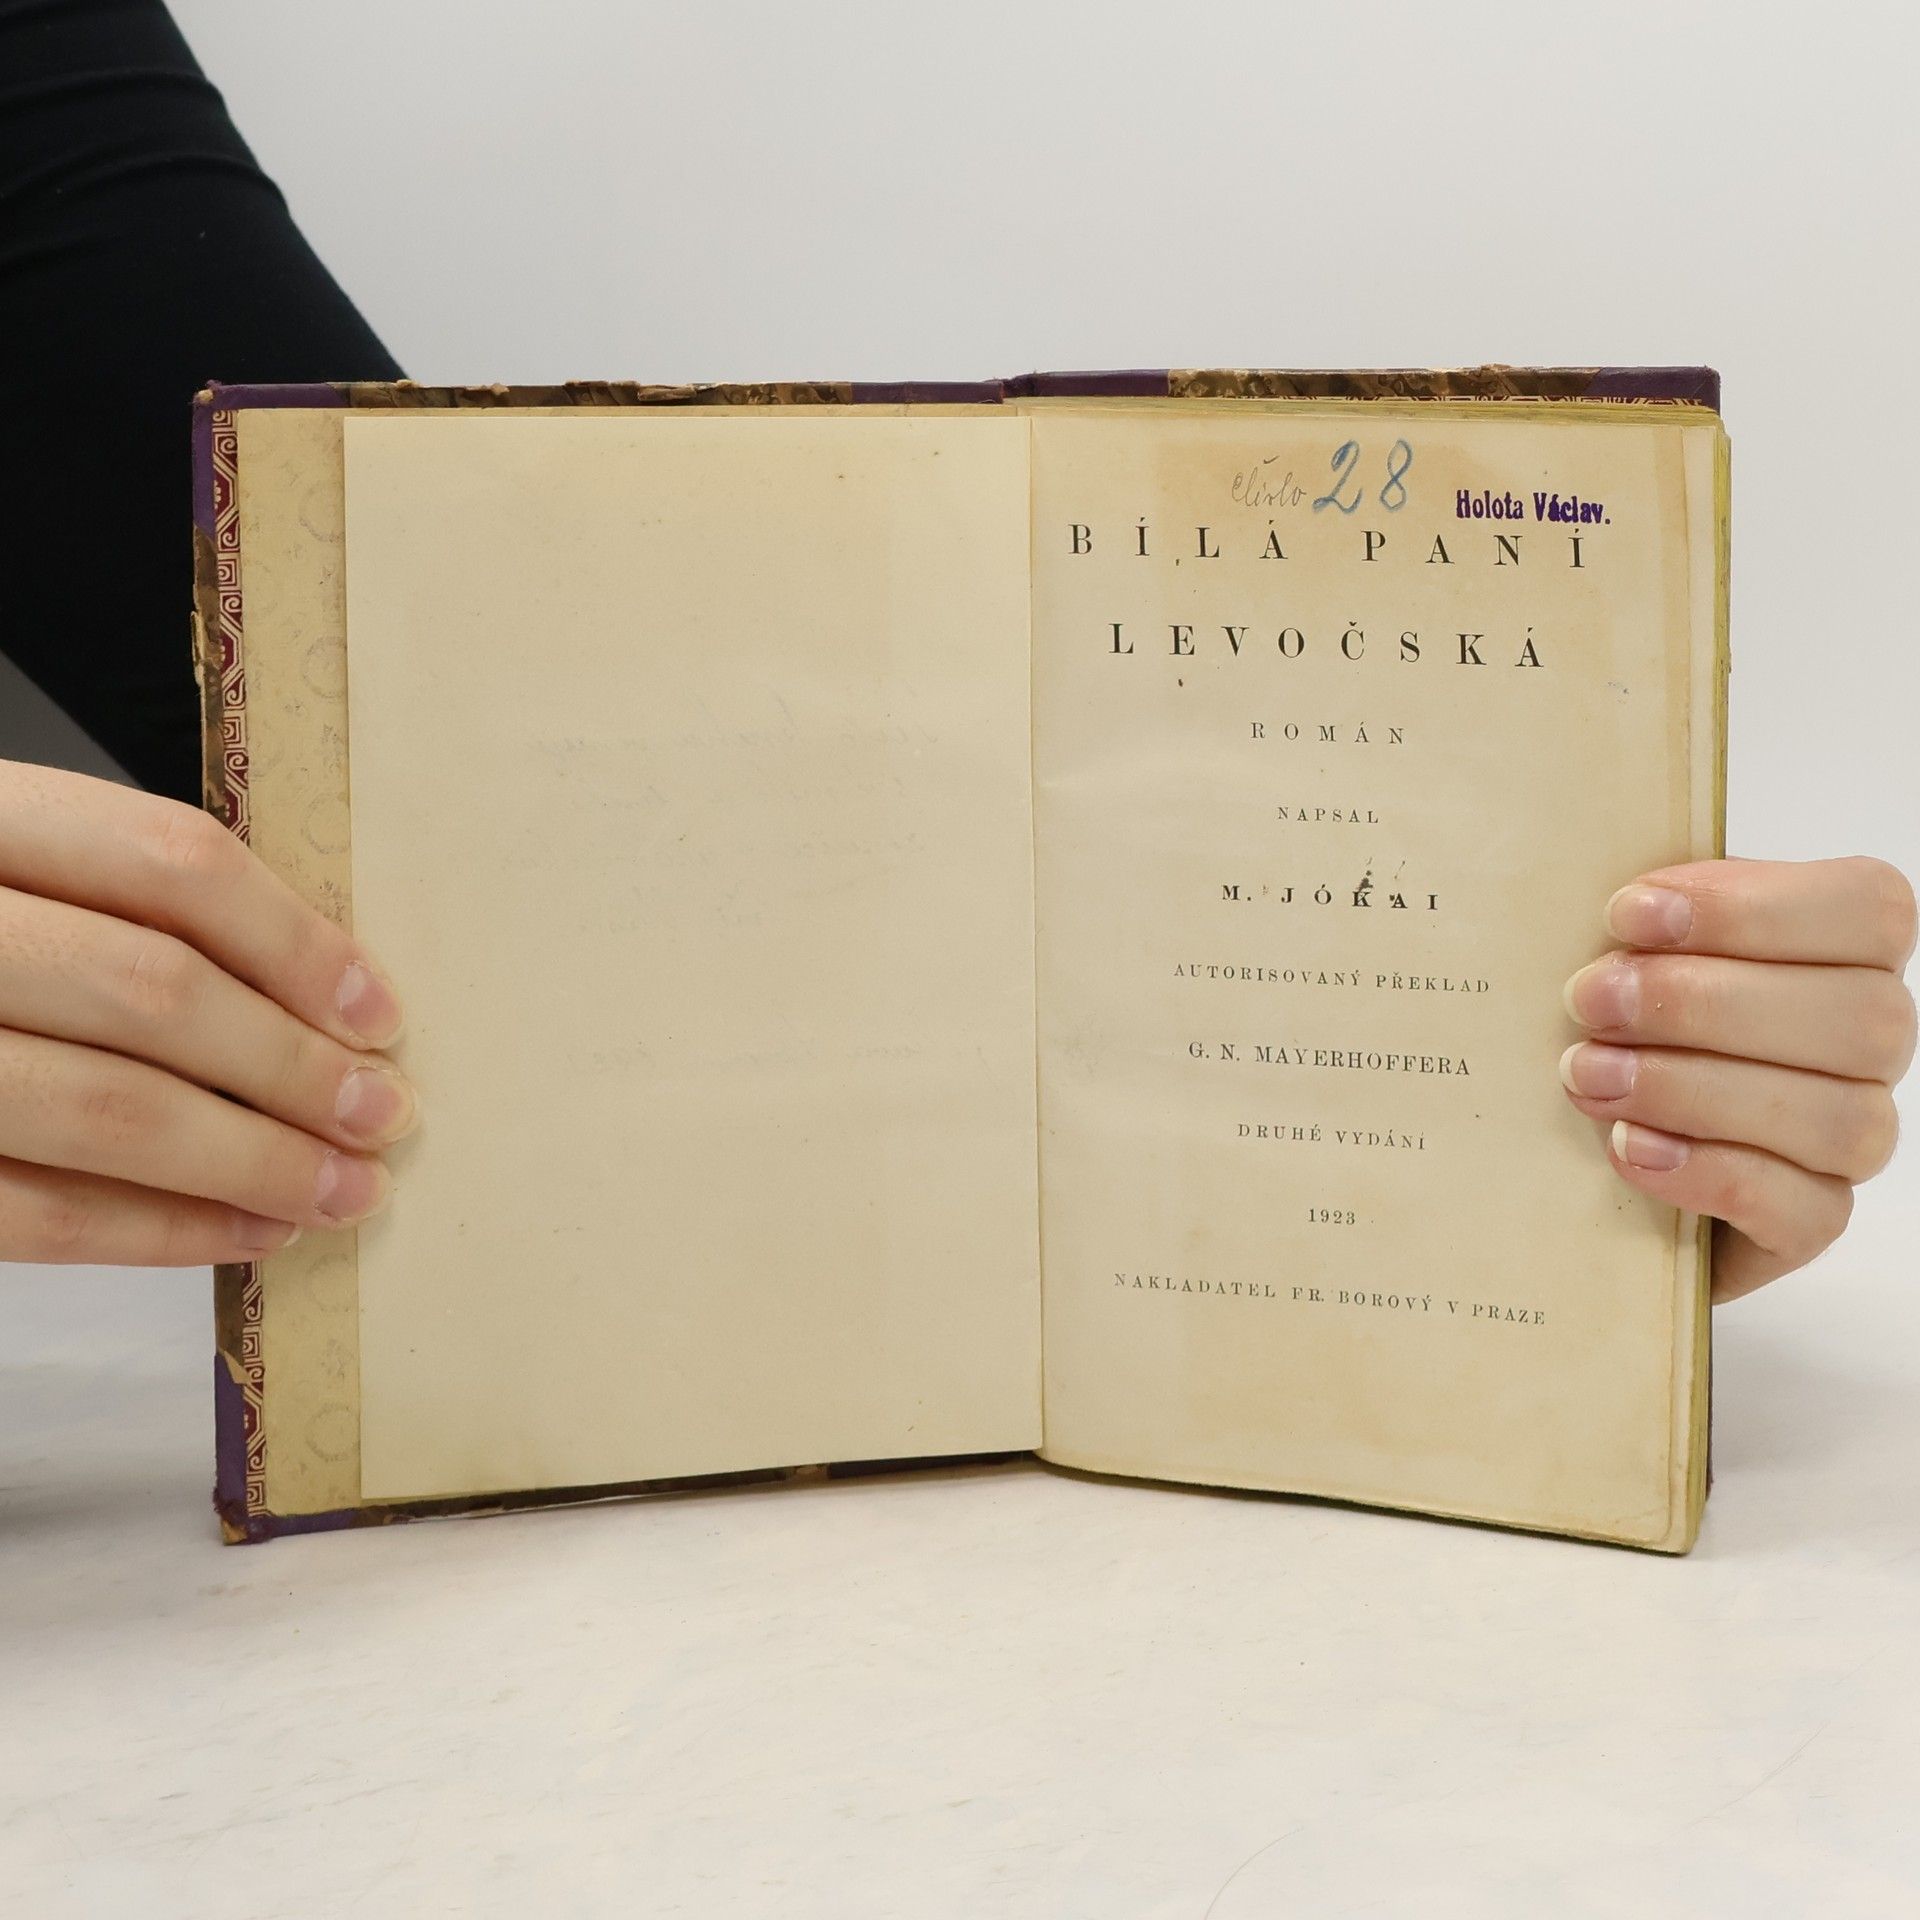 číslo 28
Holota Václav.
BÍLÁ PANÍ
LEVOČSKÁ
ROMÁN
NAPSAL
M. JÓKAI
AUTORISOVANÝ PŘEKLAD
G. N. MAYERHOFFERA
DRUHÉ VYDÁNÍ
1923
NAKLADATEL FR. BOROVÝ V PRAZE